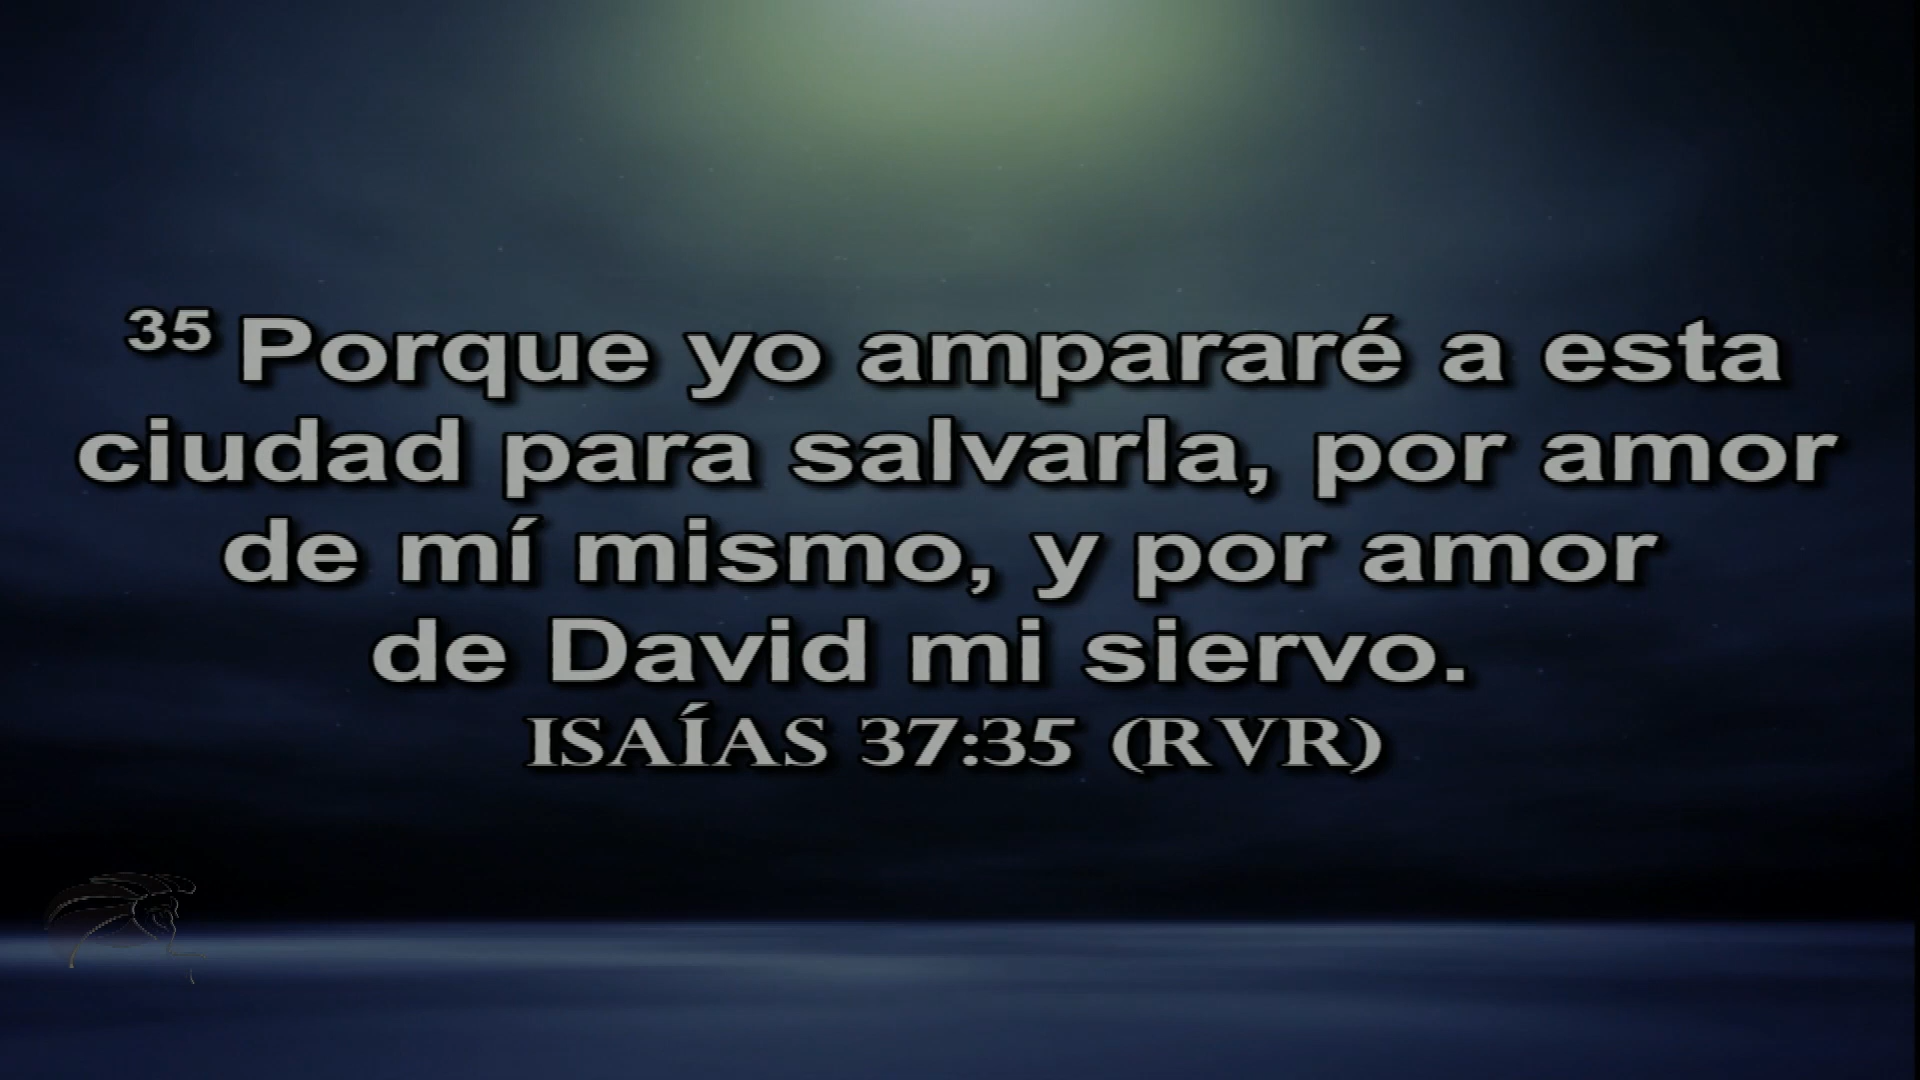 35 Porque yo ampararé a esta
ciudad para salvarla, por amor
de mí mismo, y por amor
de David mi siervo.
ISAÍAS 37:35 (RVR)